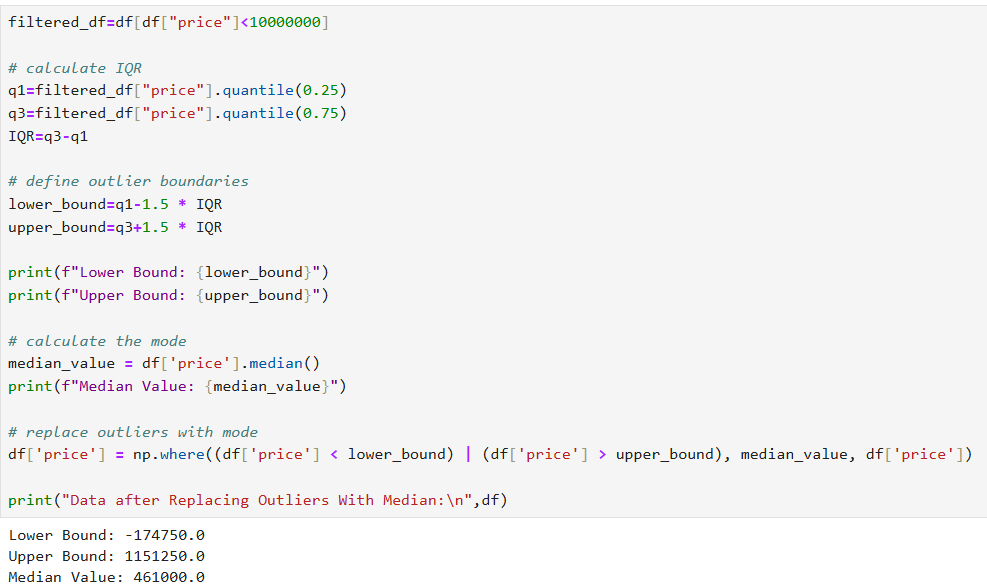 filtered_df=df[df["price"]<10000000]
# calculate IQR
q1=filtered_df["price"].quantile(0.25)
q3=filtered_df["price"].quantile(0.75)
IQR=q3-q1
# define outlier boundaries
lower_bound=q1-1.5 * IQR
upper_bound=q3+1.5 * IQR
print(f"Lower Bound: {lower_bound}")
print(f"Upper Bound: {upper_bound}")
# calculate the mode
median_value = df['price'].median()
print(f"Median Value: {median_value}")
# replace outliers with mode
df['price'] = np.where((df['price'] < lower_bound) | (df['price'] > upper_bound), median_value, df['price'])
print("Data after Replacing Outliers With Median:\n",df)
Lower Bound: -174750.0
Upper Bound: 1151250.0
Median Value: 461000.0